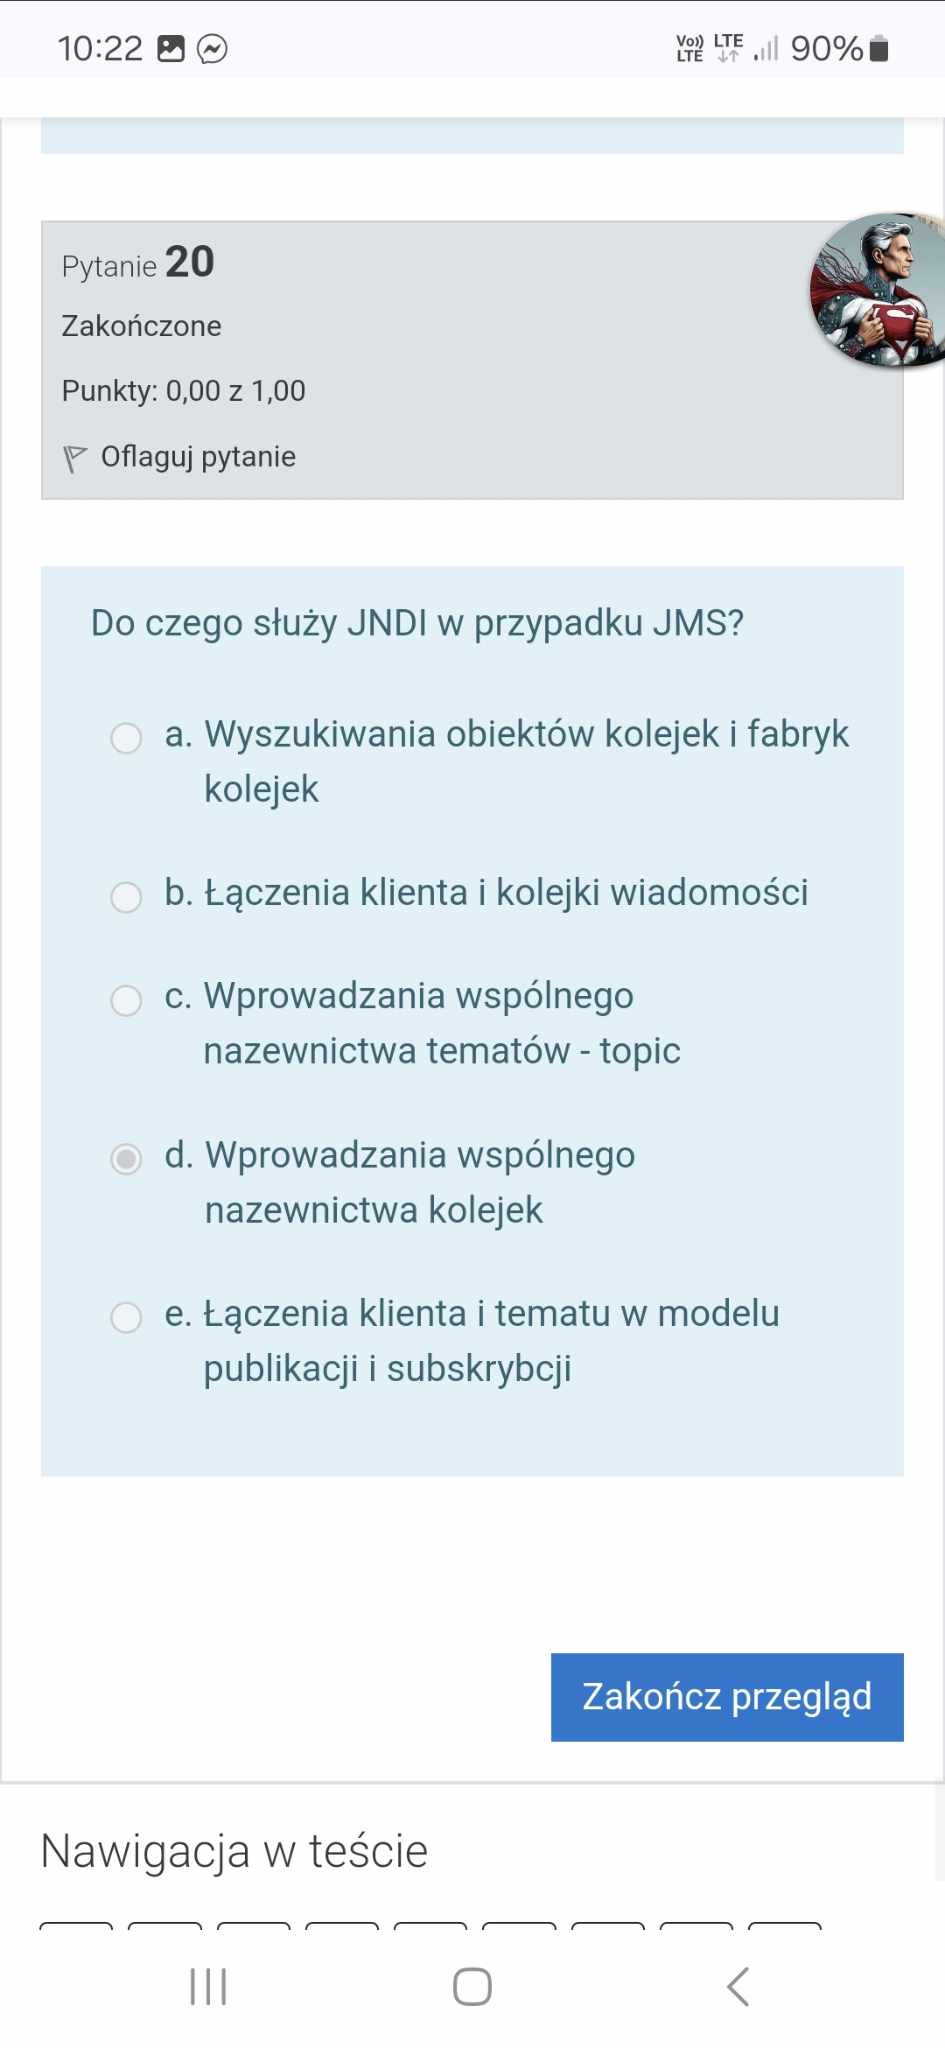 10:22
Vo)) LTE LTE 90%
Pytanie 20
Zakończone
Punkty: 0,00 z 1,00
Oflaguj pytanie
Do czego służy JNDI w przypadku JMS?
a. Wyszukiwania obiektów kolejek i fabryk
kolejek
b. Łączenia klienta i kolejki wiadomości
c. Wprowadzania wspólnego
nazewnictwa tematów - topic
d. Wprowadzania wspólnego
nazewnictwa kolejek
e. Łączenia klienta i tematu w modelu
publikacji i subskrybcji
Zakończ przegląd
Nawigacja w teście